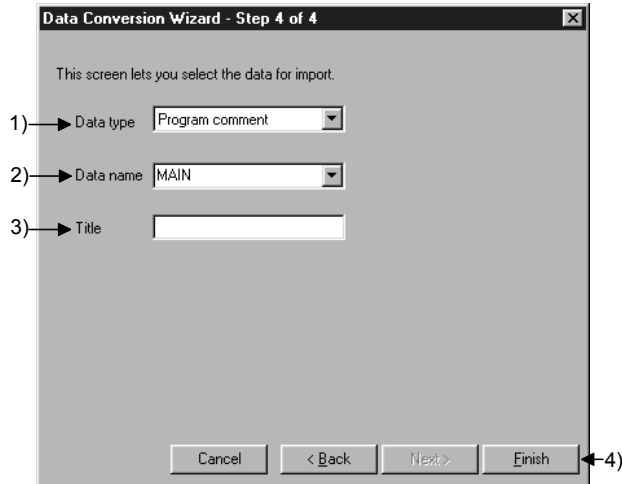 Data Conversion Wizard - Step 4 of 4
This screen lets you select the data for import.
1) Data type Program comment
2) Data name MAIN
3) Title
Cancel < Back Next > Finish 4)